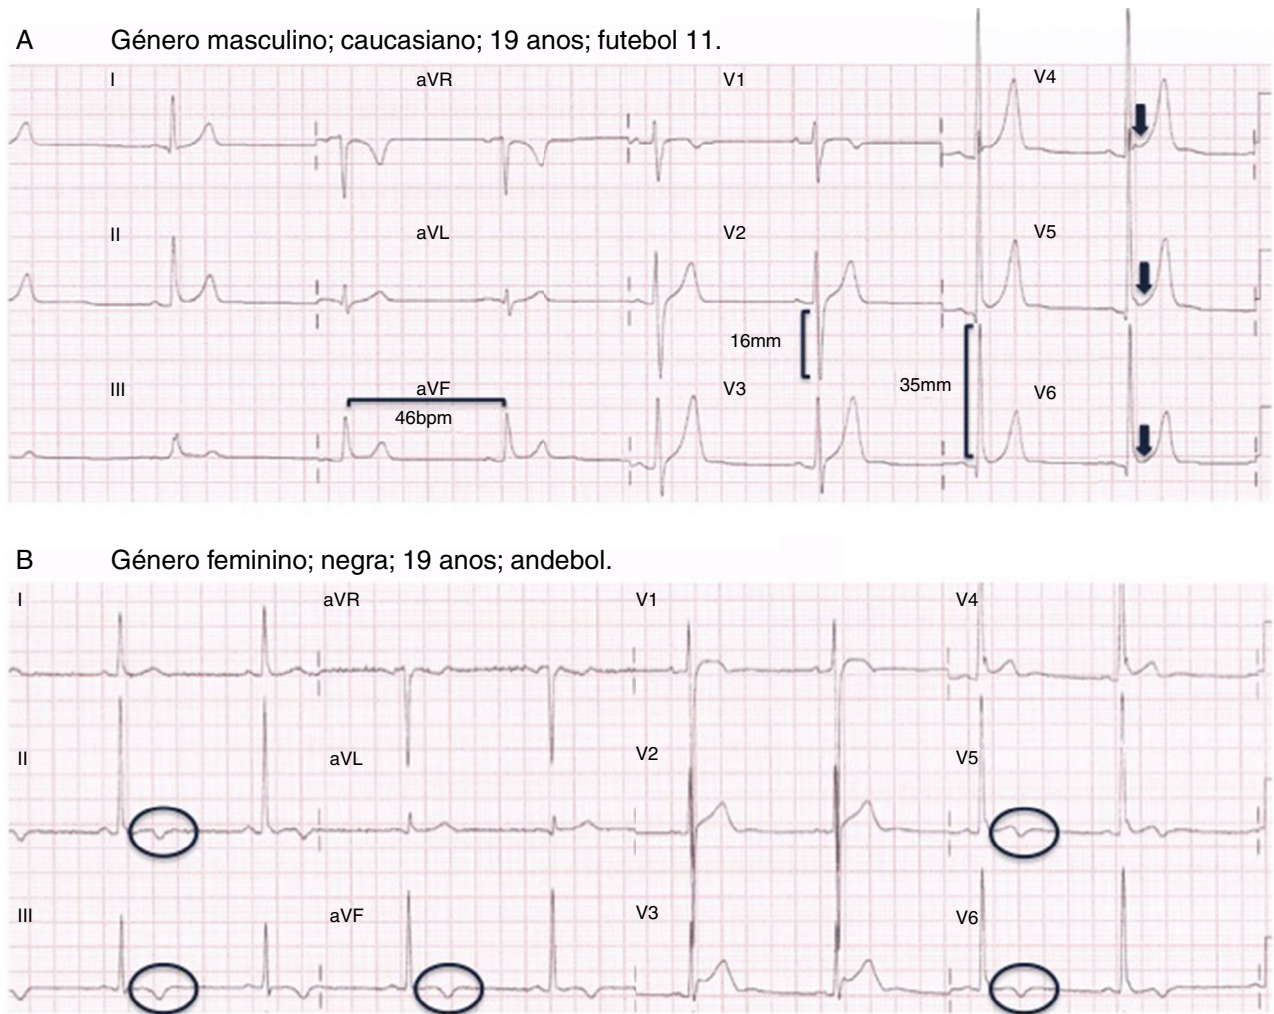 A Género masculino; caucasiano; 19 anos; futebol 11.
I aVR V1 V4
II aVL V2 V5
16mm
III aVF V3 V6
35mm
46bpm
B Género feminino; negra; 19 anos; andebol.
I aVR V1 V4
II aVL V2 V5
III aVF V3 V6